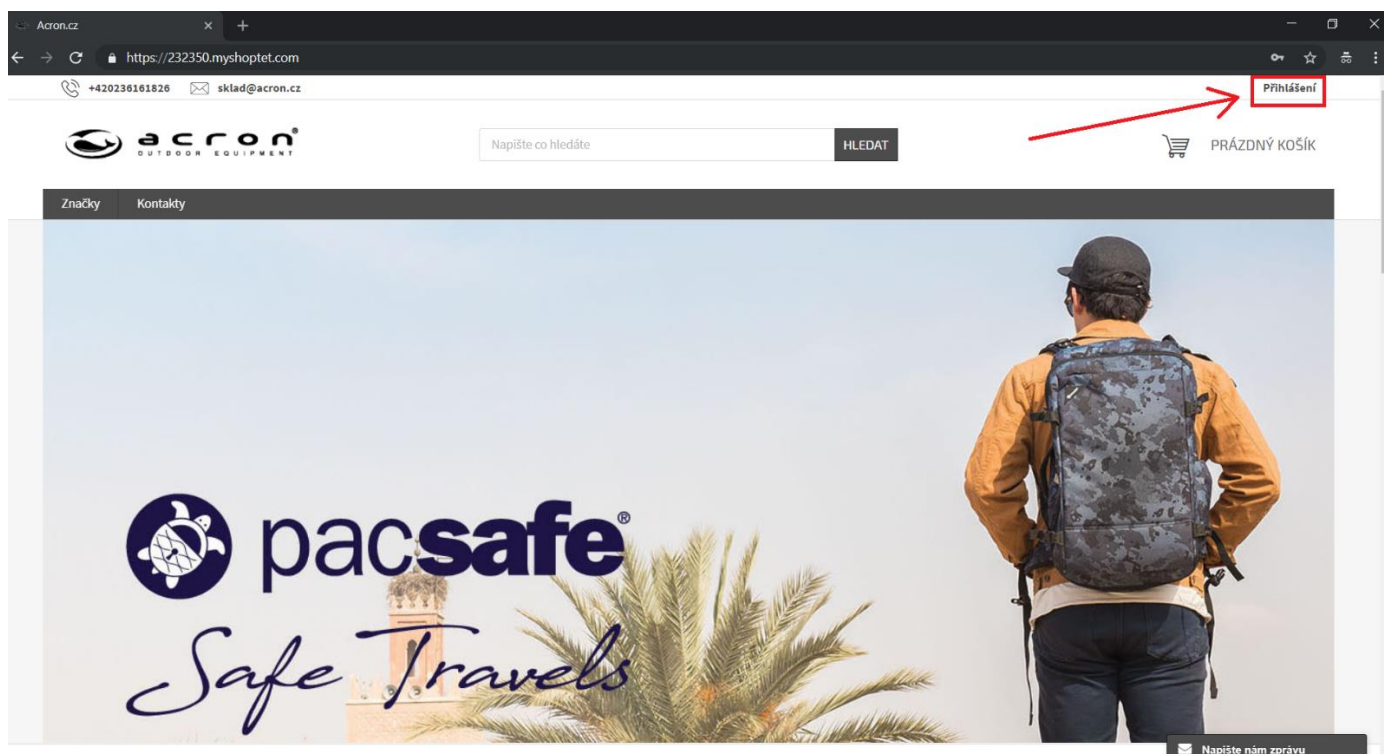 Acron.cz
https://232350.myshoptet.com
+420236161826 sklad@acron.cz Přihlášení
acron®
OUTDOOR EQUIPMENT
Napište co hledáte HLEDAT
PRÁZDNÝ KOŠÍK
Značky Kontakty
pacsafe®
Safe Travels
Napište nám zprávu